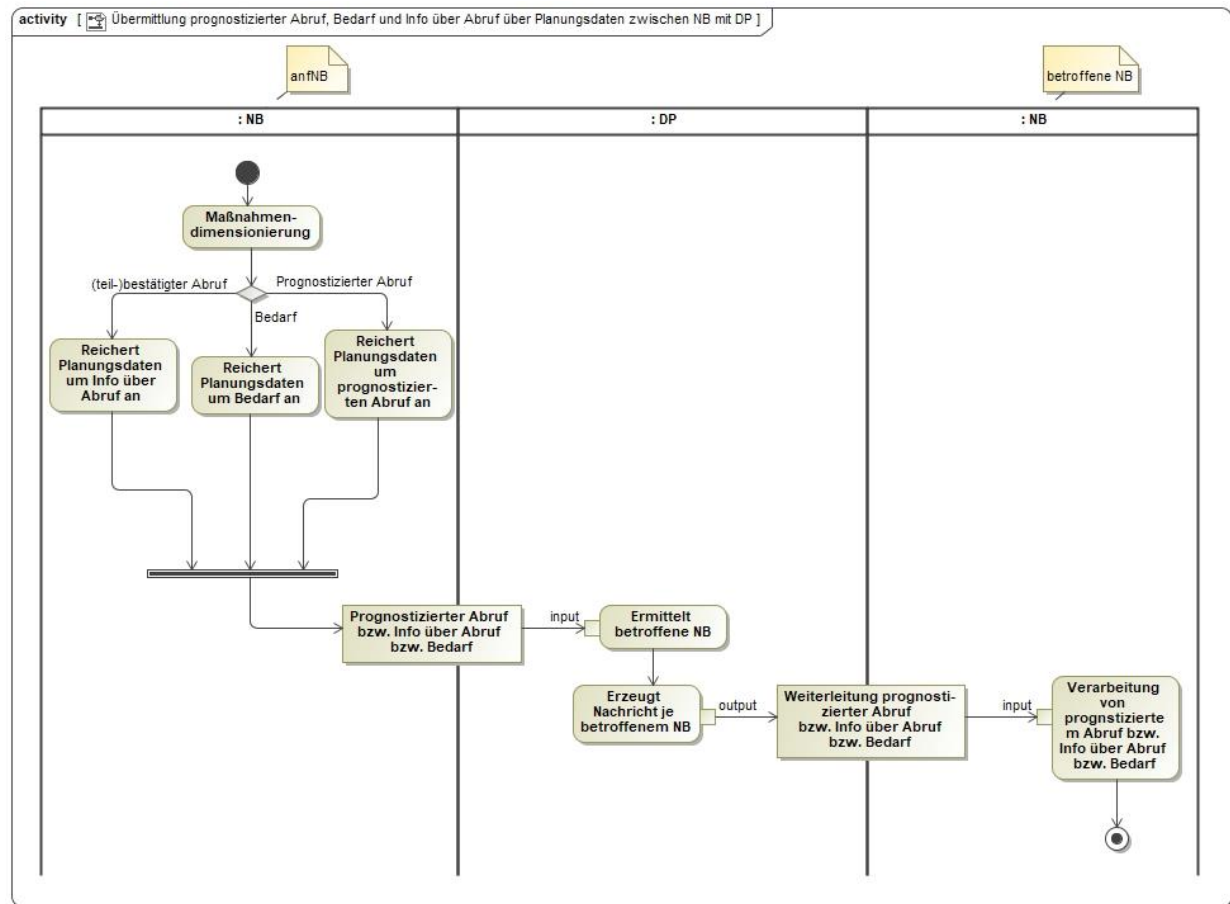 activity [ Übermittlung prognostizierter Abruf, Bedarf und Info über Abruf über Planungsdaten zwischen NB mit DP ]
anfNB
betroffene NB
: NB
: DP
: NB
Maßnahmen-
dimensionierung
(teil-)bestätigter Abruf
Prognostizierter Abruf
Bedarf
Reichert
Planungsdaten
um Info über
Abruf an
Reichert
Planungsdaten
um Bedarf an
Reichert
Planungsdaten
um
prognostizier-
ten Abruf an
Prognostizierter Abruf
bzw. Info über Abruf
bzw. Bedarf
input
Ermittelt
betroffene NB
Erzeugt
Nachricht je
betroffenem NB
output
Weiterleitung prognosti-
zierter Abruf
bzw. Info über Abruf
bzw. Bedarf
input
Verarbeitung
von
prognstizierte
m Abruf bzw.
Info über Abruf
bzw. Bedarf